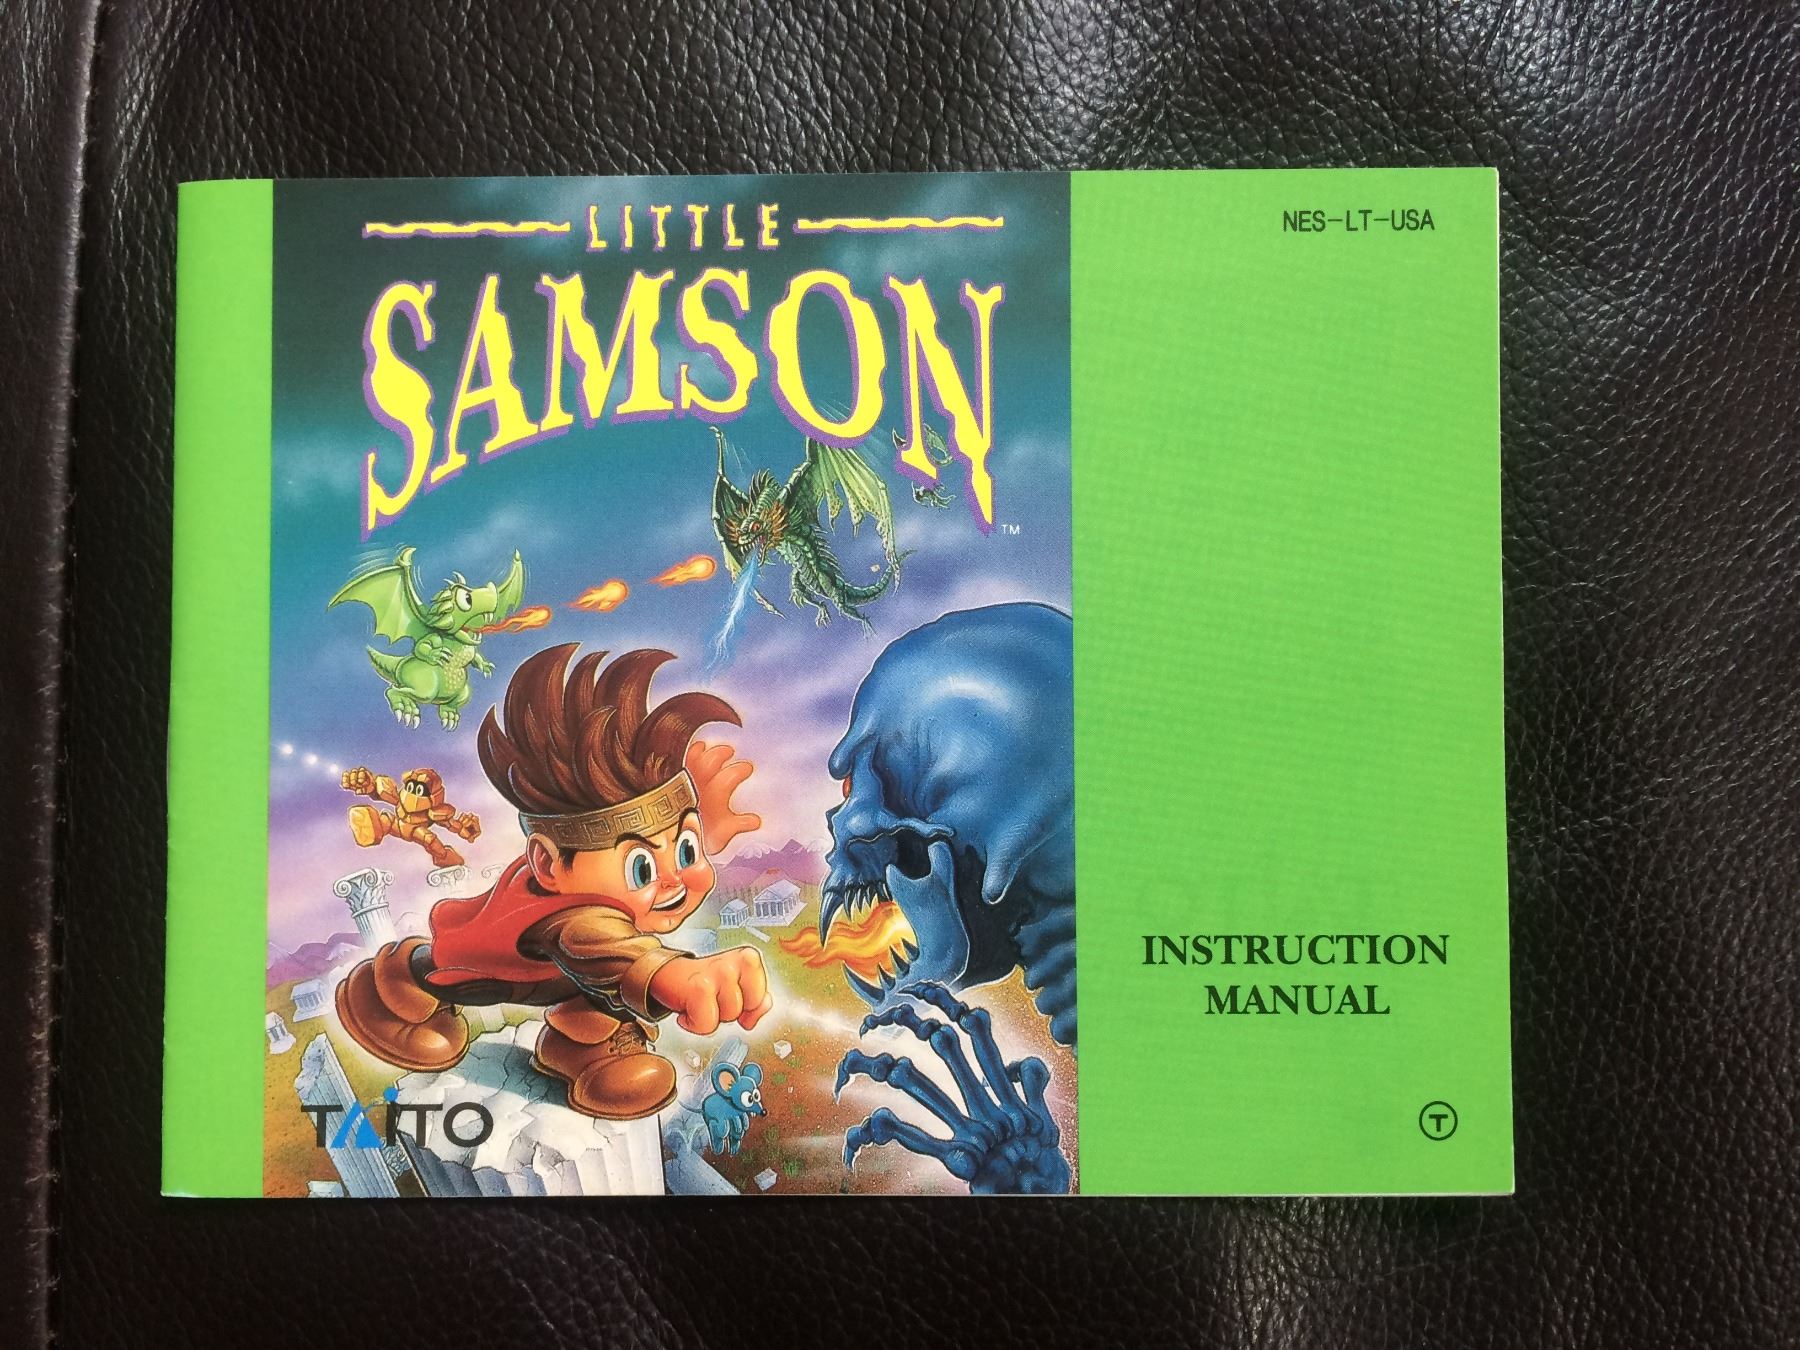 LITTLE
SAMSON
TM
NES-LT-USA
INSTRUCTION
MANUAL
TAITO
T